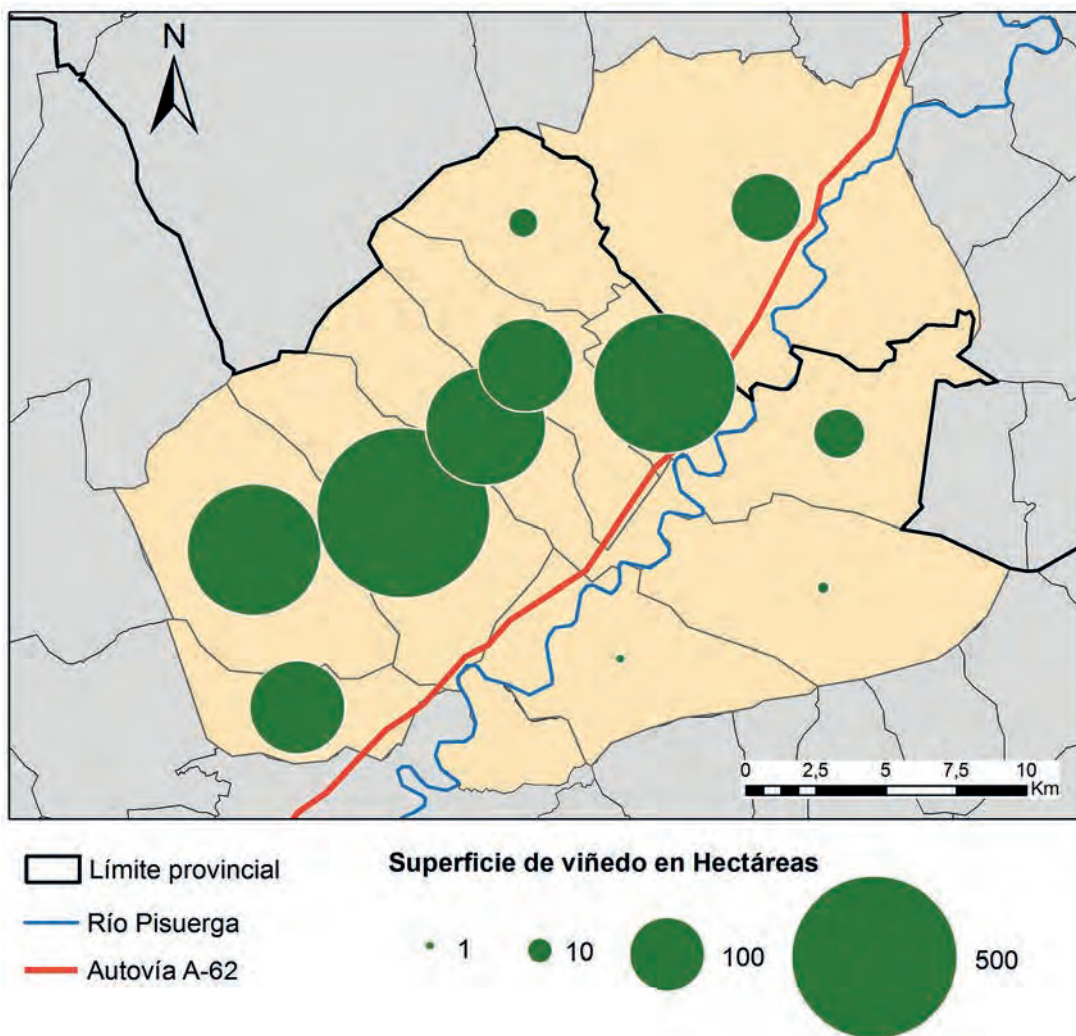 N
0 2,5 5 7,5 10
Km
Límite provincial
Río Pisuerga
Autovía A-62
Superficie de viñedo en Hectáreas
1 10 100 500